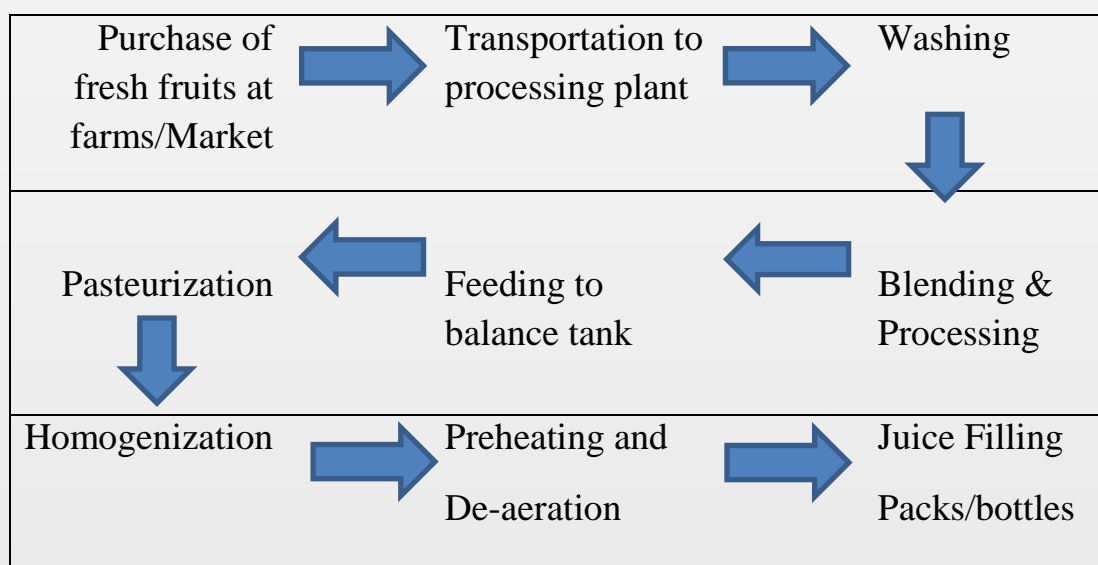 Purchase of
fresh fruits at
farms/Market
Transportation to
processing plant
Washing
Blending &
Processing
Feeding to
balance tank
Pasteurization
Homogenization
Preheating and
De-aeration
Juice Filling
Packs/bottles